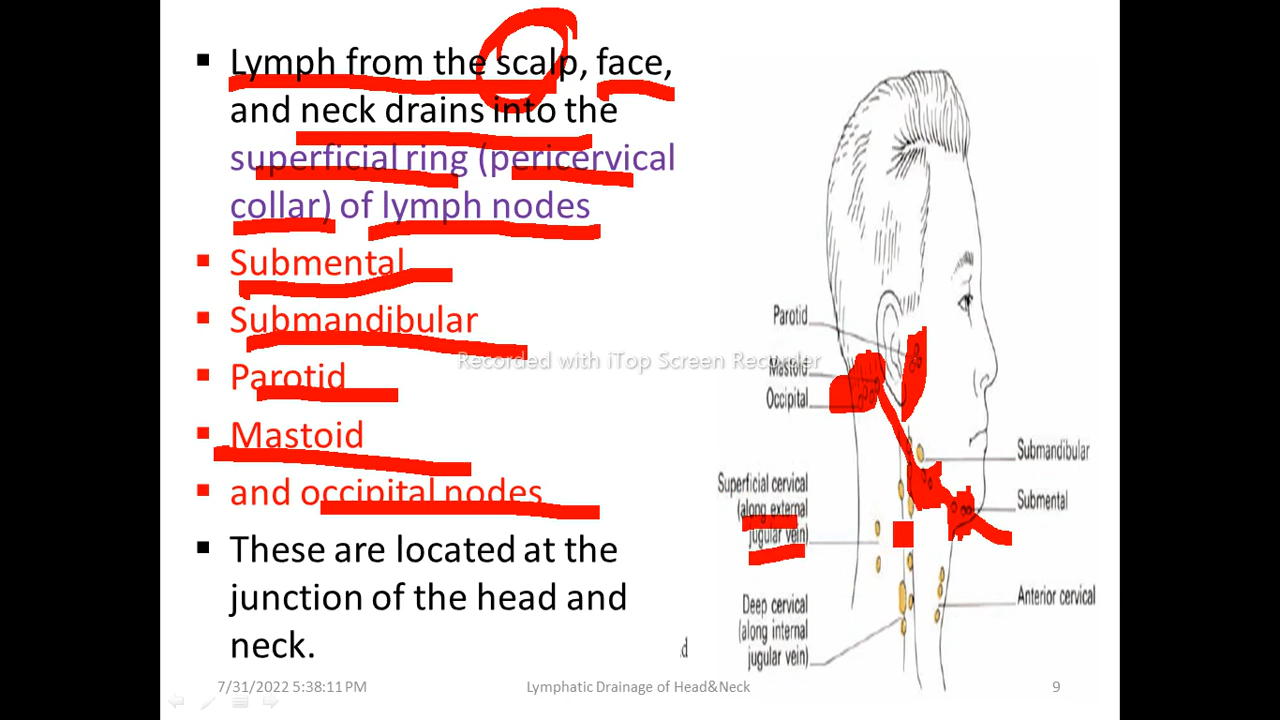 ▪ Lymph from the scalp, face,
and neck drains into the
superficial ring (pericervical
collar) of lymph nodes
▪ Submental
▪ Submandibular
▪ Parotid
▪ Mastoid
▪ and occipital nodes
▪ These are located at the
junction of the head and
neck.
Parotid
Mastoid
Occipital
Superficial cervical
(along external
jugular vein)
Deep cervical
(along internal
jugular vein)
Submandibular
Submental
Anterior cervical
d
Recorded with iTop Screen Recorder
7/31/2022 5:38:11 PM
Lymphatic Drainage of Head&Neck
9